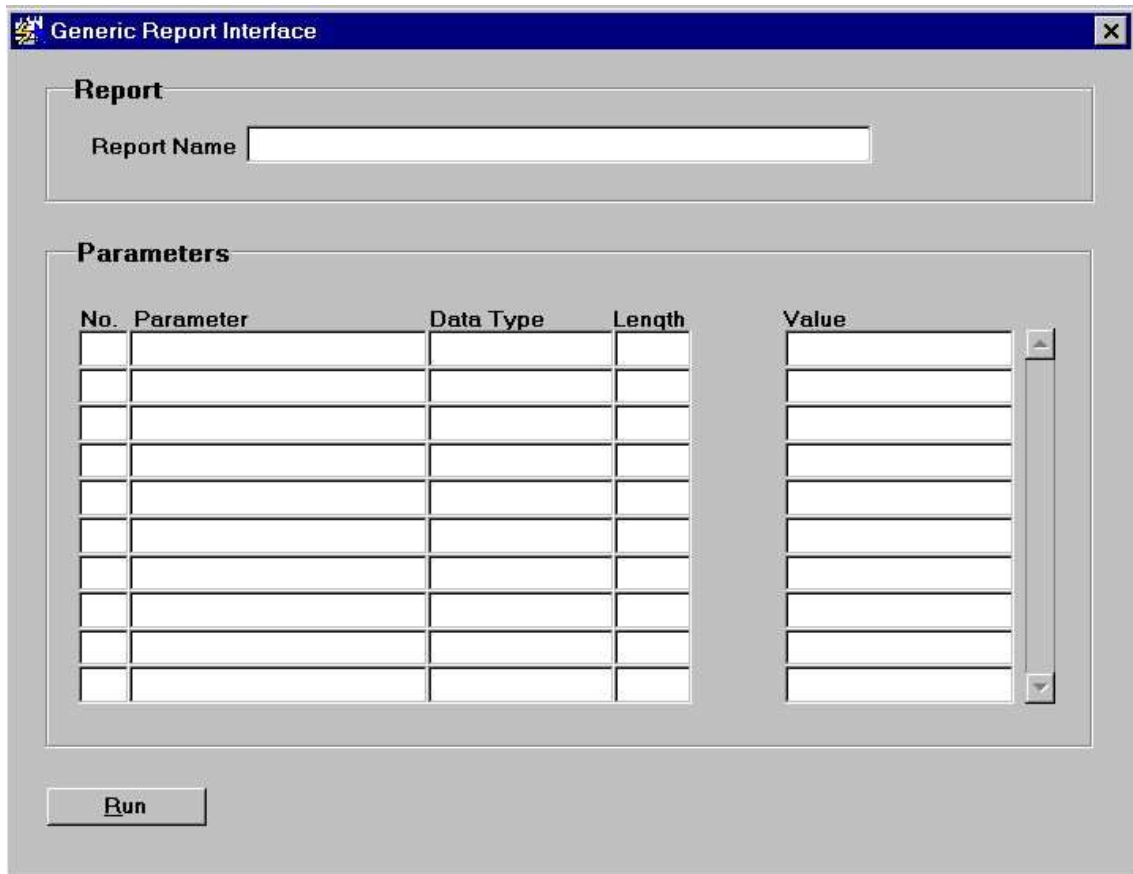 Generic Report Interface
Report
Report Name
Parameters
No. Parameter Data Type Length Value
Run